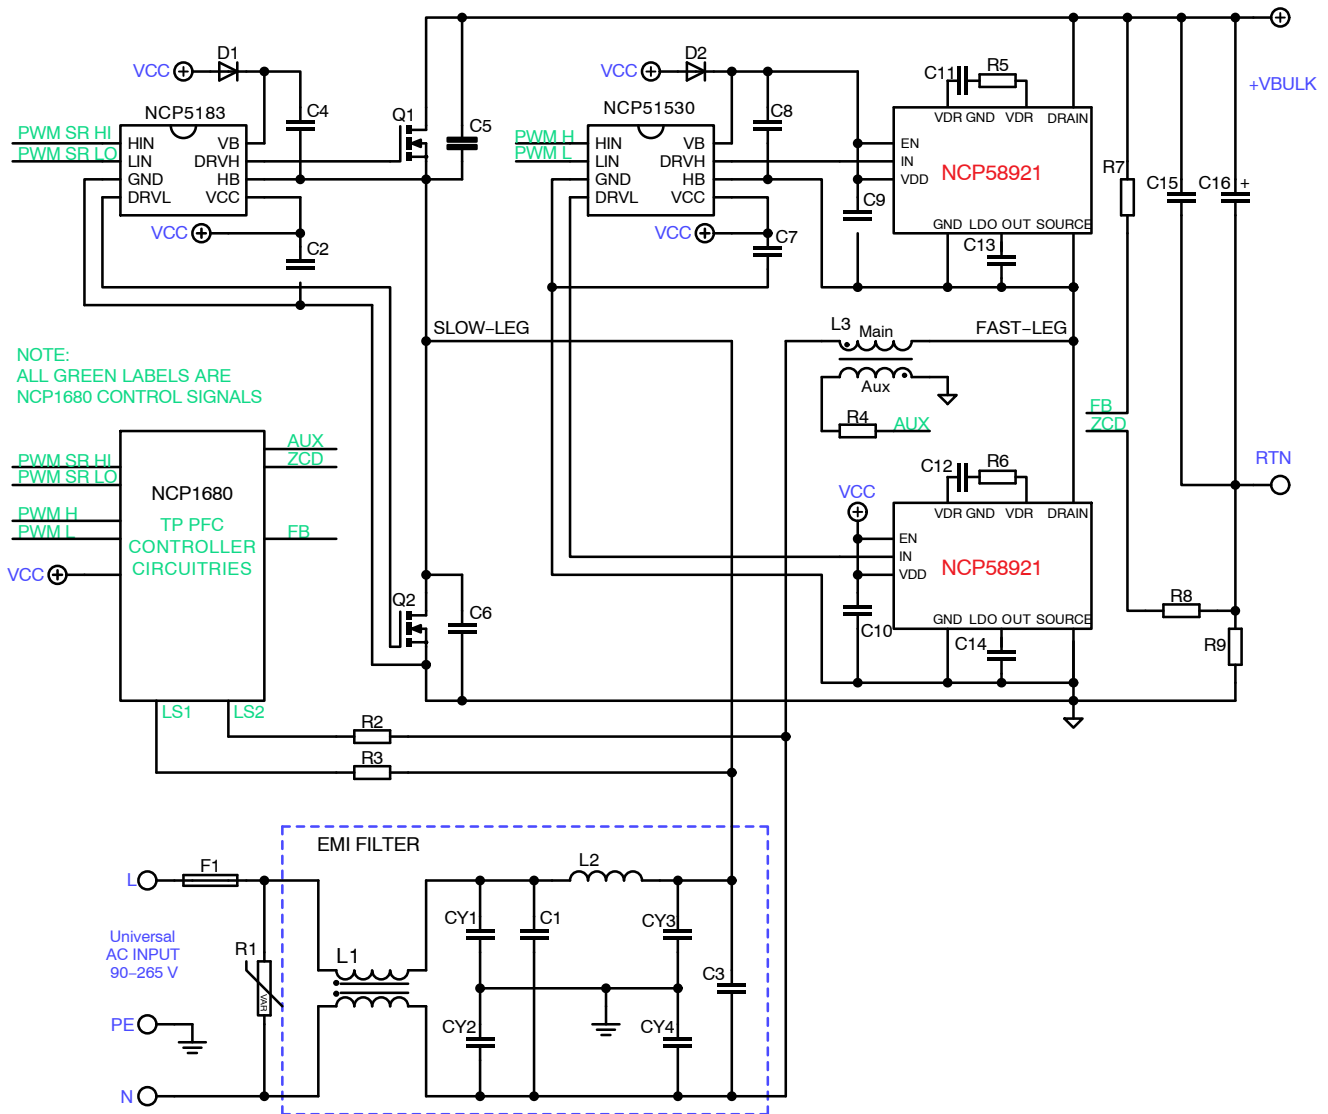 D1
VCC
NCP5183
C4
Q1
C5
PWM SR HI
PWM SR LO
HIN
LIN
GND
DRVL
VB
DRVH
HB
VCC
VCC
C2
D2
VCC
NCP51530
C8
PWM H
PWM L
HIN
LIN
GND
DRVL
VB
DRVH
HB
VCC
VCC
C7
C9
C11
R5
VDR GND
VDR
DRAIN
EN
IN
VDD
NCP58921
GND
LDO OUT
SOURCE
C13
R7
C15
C16
+
+VBULK
SLOW–LEG
L3
Main
FAST–LEG
Aux
R4
AUX
FB
ZCD
RTN
NOTE:
ALL GREEN LABELS ARE
NCP1680 CONTROL SIGNALS
PWM SR HI
PWM SR LO
PWM H
PWM L
VCC
NCP1680
TP PFC
CONTROLLER
CIRCUITRIES
AUX
ZCD
FB
LS1
LS2
Q2
C6
C12
R6
VCC
VDR GND
VDR
DRAIN
EN
IN
VDD
NCP58921
C10
GND
LDO OUT
SOURCE
C14
R8
R9
R2
R3
EMI FILTER
L
F1
L2
Universal
AC INPUT
90–265 V
R1
VAR
L1
CY1
C1
CY3
C3
PE
CY2
CY4
N